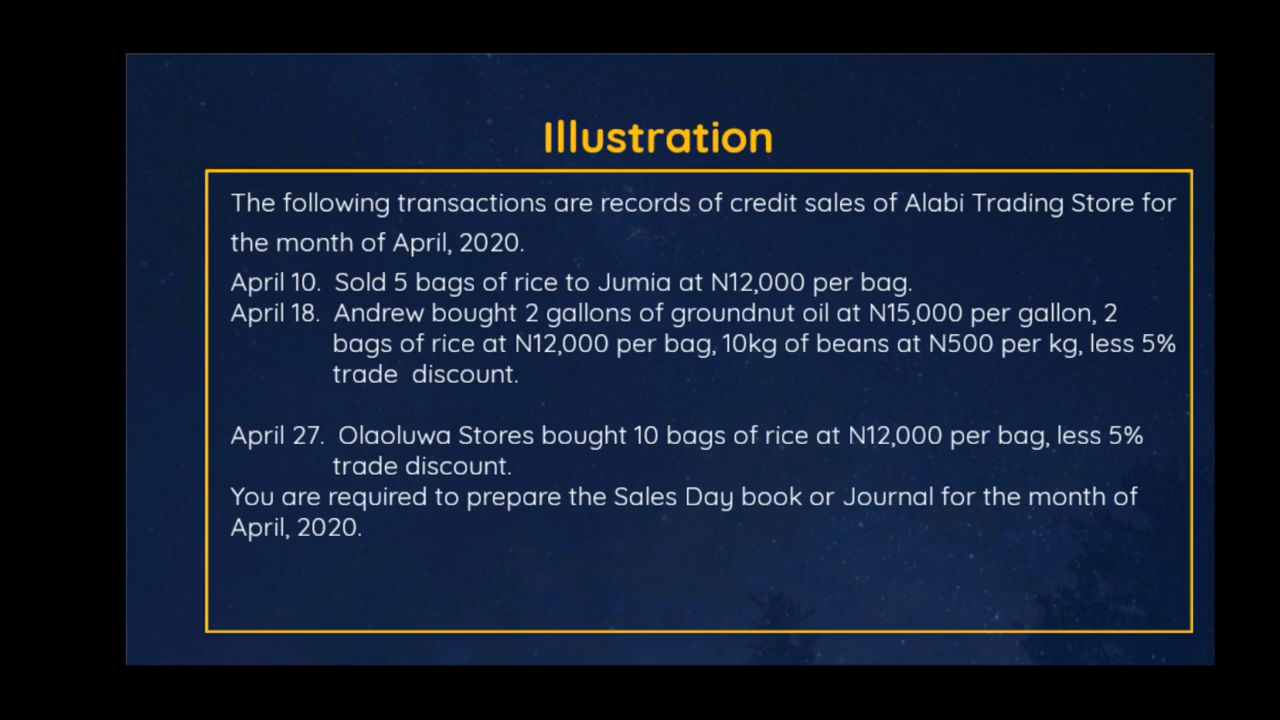 Illustration
The following transactions are records of credit sales of Alabi Trading Store for
the month of April, 2020.
April 10. Sold 5 bags of rice to Jumia at N12,000 per bag.
April 18. Andrew bought 2 gallons of groundnut oil at N15,000 per gallon, 2
bags of rice at N12,000 per bag, 10kg of beans at N500 per kg, less 5%
trade discount.
April 27. Olaoluwa Stores bought 10 bags of rice at N12,000 per bag, less 5%
trade discount.
You are required to prepare the Sales Day book or Journal for the month of
April, 2020.